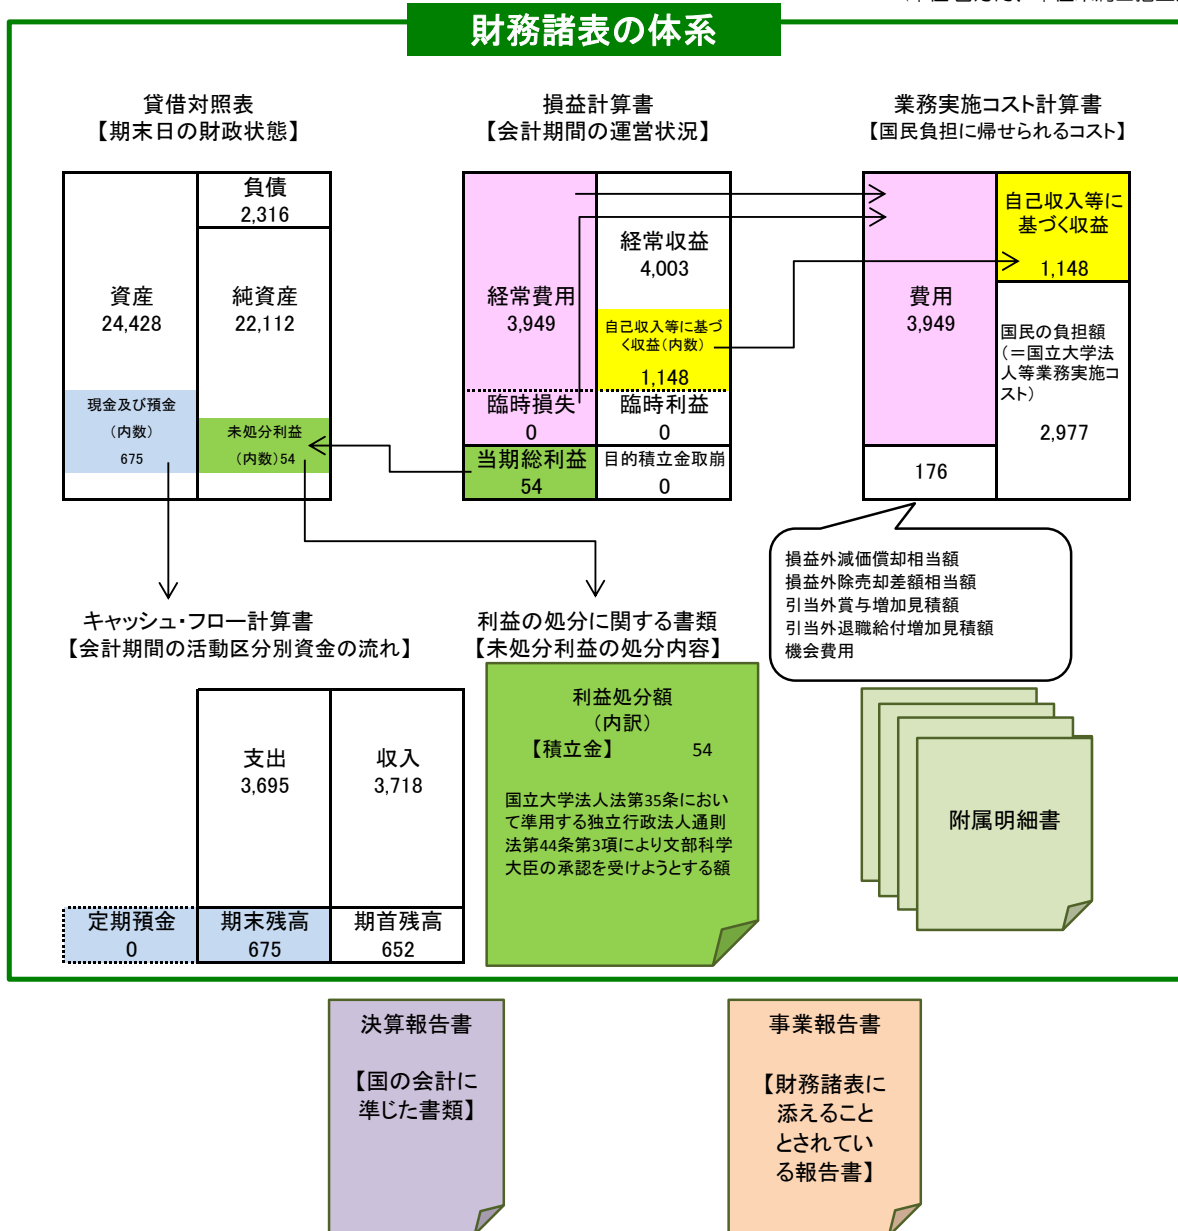 財務諸表の体系
貸借対照表
【期末日の財政状態】
損益計算書
【会計期間の運営状況】
業務実施コスト計算書
【国民負担に帰せられるコスト】
資産
24,428
現金及び預金
(内数)
675
負債
2,316
純資産
22,112
未処分利益
(内数)54
経常費用
3,949
臨時損失
0
当期総利益
54
経常収益
4,003
自己収入等に基づ
く収益(内数)
1,148
臨時利益
0
目的積立金取崩
0
費用
3,949
176
自己収入等に
基づく収益
1,148
国民の負担額
(=国立大学法
人等業務実施コ
スト)
2,977
損益外減価償却相当額
損益外除売却差額相当額
引当外賞与増加見積額
引当外退職給付増加見積額
機会費用
キャッシュ・フロー計算書
【会計期間の活動区分別資金の流れ】
支出
3,695
収入
3,718
定期預金
0
期末残高
675
期首残高
652
利益の処分に関する書類
【未処分利益の処分内容】
利益処分額
(内訳)
【積立金】 54
国立大学法人法第35条におい
て準用する独立行政法人通則
法第44条第3項により文部科学
大臣の承認を受けようとする額
附属明細書
決算報告書
【国の会計に
準じた書類】
事業報告書
【財務諸表に
添えること
とされてい
る報告書】